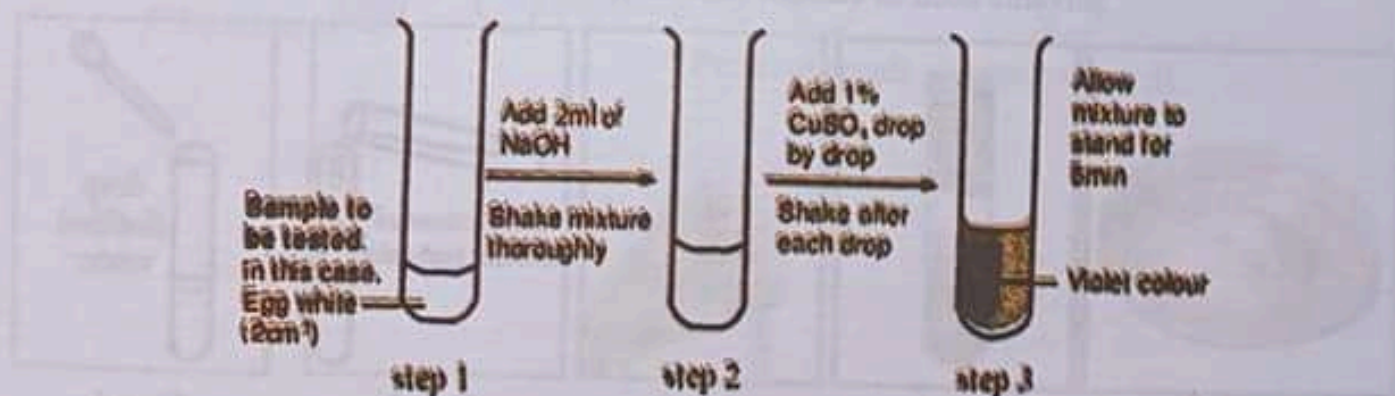 Sample to
be tested.
in this case,
Egg white
(2cm³)
step 1
Add 2ml of
NaOH
Shake mixture
thoroughly
step 2
Add 1%
CuSO₄ drop
by drop
Shake after
each drop
step 3
Allow
mixture to
stand for
5min
Violet colour